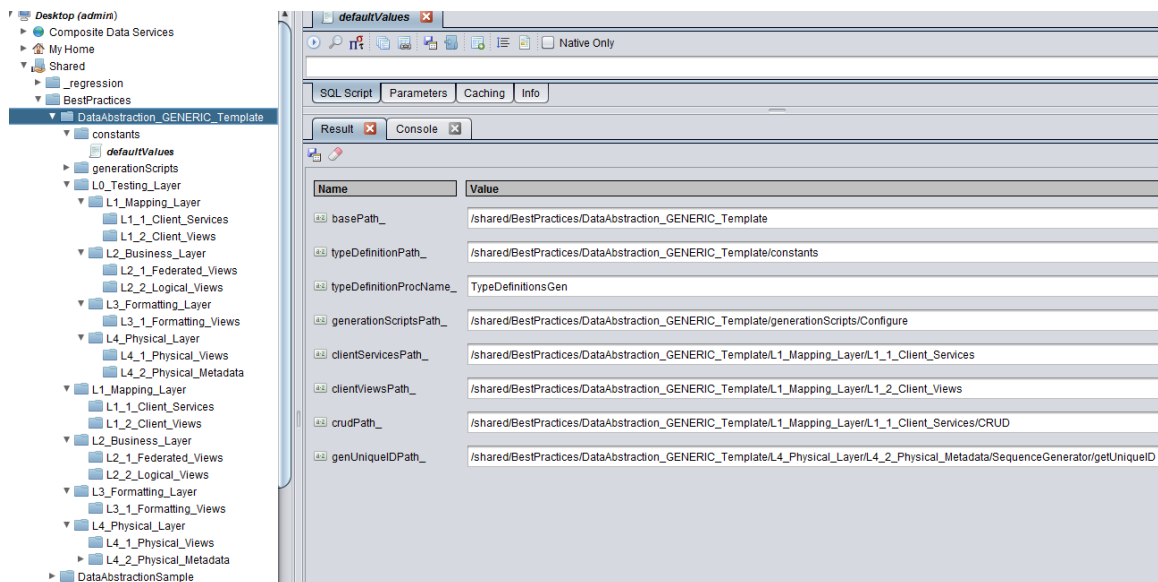 Desktop (admin)
Composite Data Services
My Home
Shared
_regression
BestPractices
DataAbstraction_GENERIC_Template
constants
defaultValues
generationScripts
L0_Testing_Layer
L1_Mapping_Layer
L1_1_Client_Services
L1_2_Client_Views
L2_Business_Layer
L2_1_Federated_Views
L2_2_Logical_Views
L3_Formatting_Layer
L3_1_Formatting_Views
L4_Physical_Layer
L4_1_Physical_Views
L4_2_Physical_Metadata
L1_Mapping_Layer
L1_1_Client_Services
L1_2_Client_Views
L2_Business_Layer
L2_1_Federated_Views
L2_2_Logical_Views
L3_Formatting_Layer
L3_1_Formatting_Views
L4_Physical_Layer
L4_1_Physical_Views
L4_2_Physical_Metadata
DataAbstractionSample
defaultValues
Native Only
SQL Script Parameters Caching Info
Result Console
Name Value
basePath_ /shared/BestPractices/DataAbstraction_GENERIC_Template
typeDefinitionPath_ /shared/BestPractices/DataAbstraction_GENERIC_Template/constants
typeDefinitionProcName_ TypeDefinitionsGen
generationScriptsPath_ /shared/BestPractices/DataAbstraction_GENERIC_Template/generationScripts/Configure
clientServicesPath_ /shared/BestPractices/DataAbstraction_GENERIC_Template/L1_Mapping_Layer/L1_1_Client_Services
clientViewsPath_ /shared/BestPractices/DataAbstraction_GENERIC_Template/L1_Mapping_Layer/L1_2_Client_Views
crudPath_ /shared/BestPractices/DataAbstraction_GENERIC_Template/L1_Mapping_Layer/L1_1_Client_Services/CRUD
genUniqueIDPath_ /shared/BestPractices/DataAbstraction_GENERIC_Template/L4_Physical_Layer/L4_2_Physical_Metadata/SequenceGenerator/getUniqueID